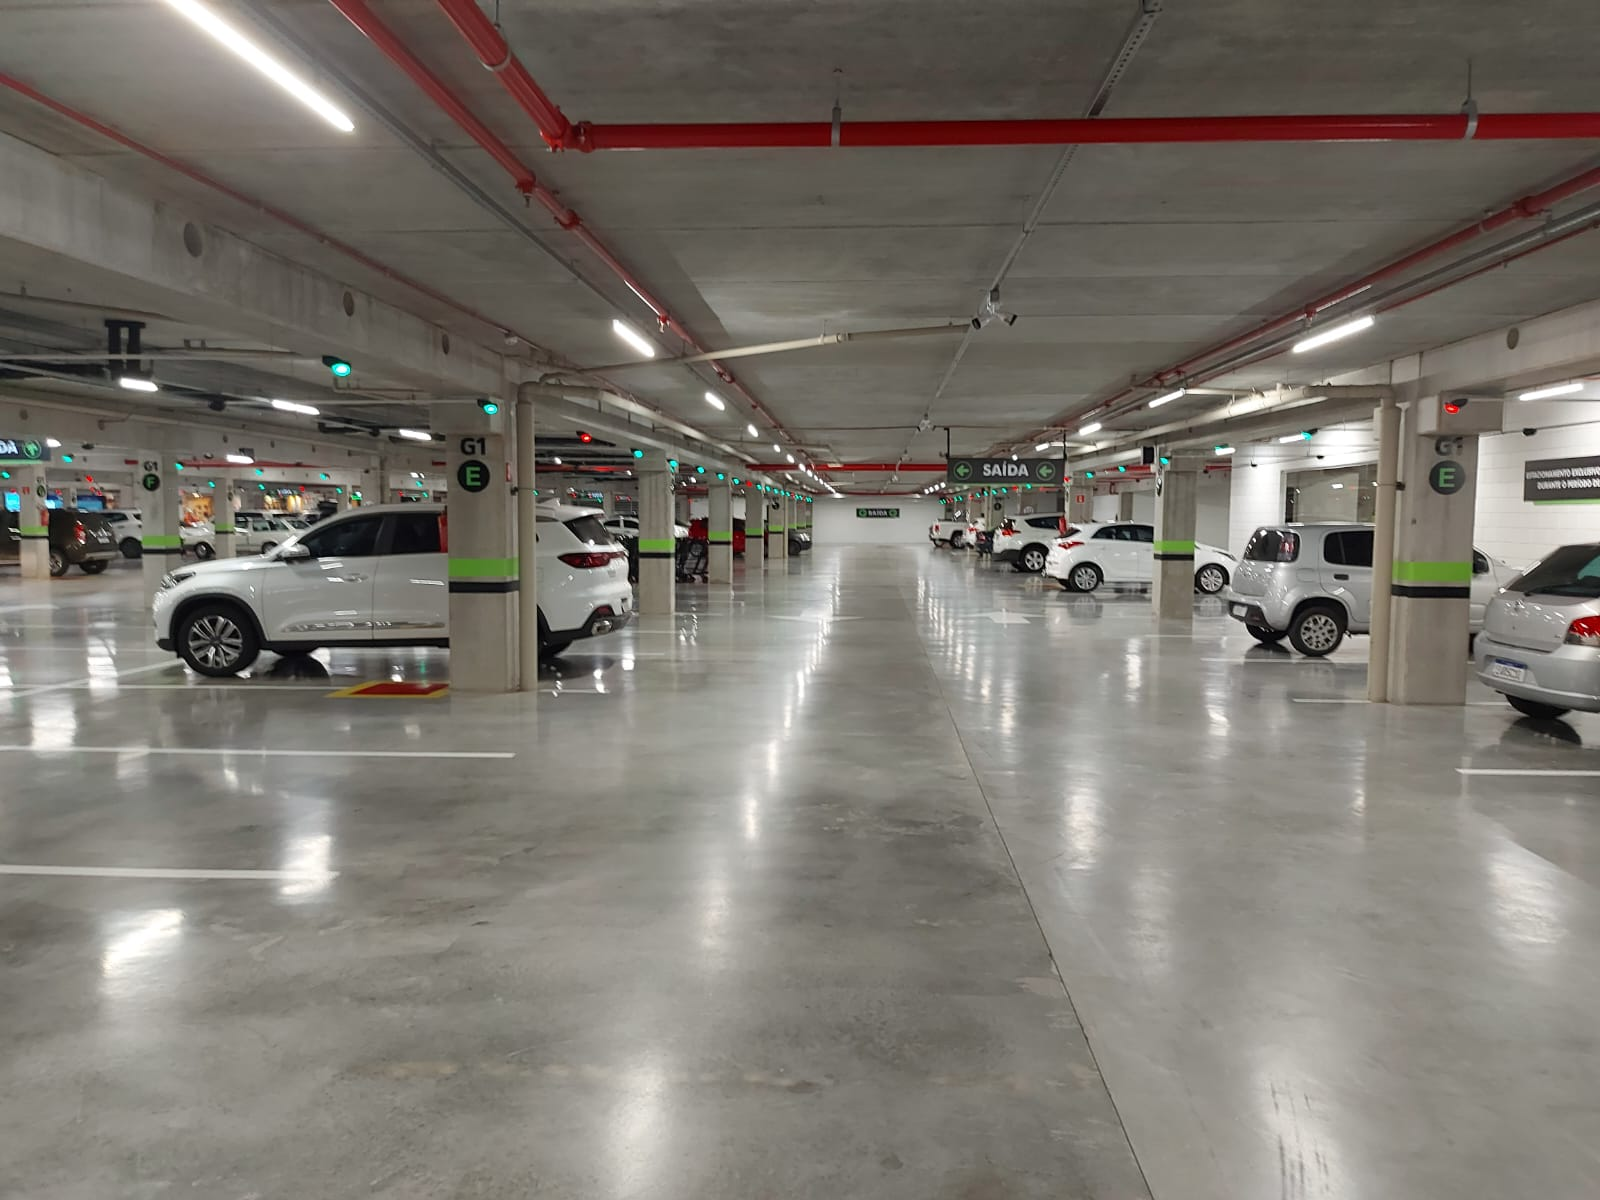 G1
E
G1
F
SAÍDA
SAÍDA
G1
E
ESTACIONAMENTO EXCLUSIVO
DURANTE O PERÍODO DE